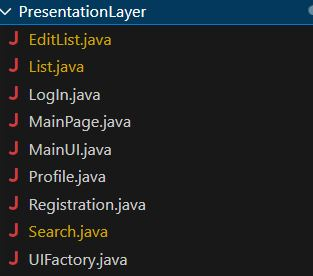 PresentationLayer
EditList.java
List.java
LogIn.java
MainPage.java
MainUI.java
Profile.java
Registration.java
Search.java
UIFactory.java